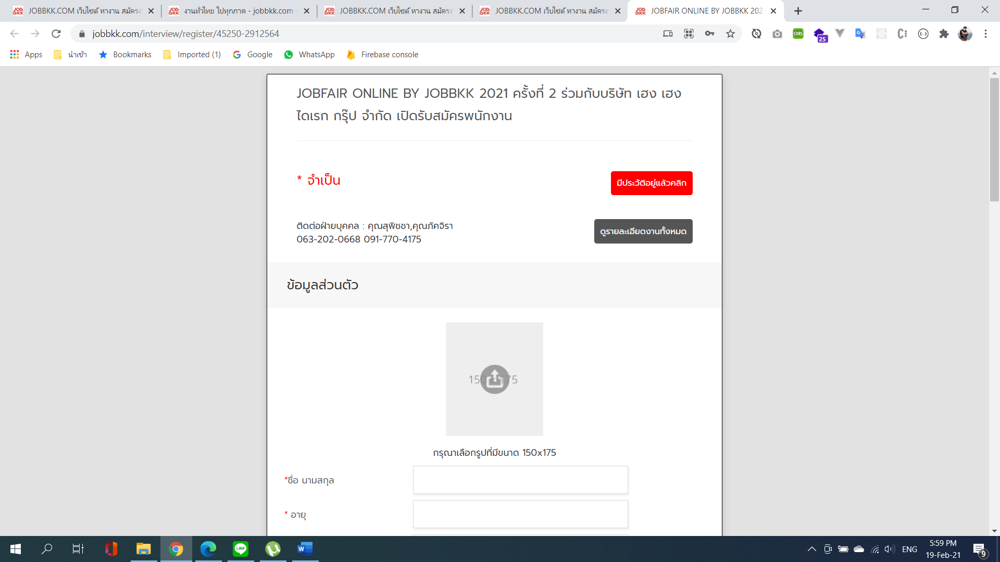 JOBBKK.COM เว็บไซต์ หางาน สมัครง
งานทั่วไทย ไปทุกภาค - jobbkk.com -
JOBBKK.COM เว็บไซต์ หางาน สมัครง
JOBBKK.COM เว็บไซต์ หางาน สมัครง
JOBFAIR ONLINE BY JOBBKK 202
jobbkk.com/interview/register/45250-2912564
CORS
25
Apps
นำเข้า
Bookmarks
Imported (1)
Google
WhatsApp
Firebase console
JOBFAIR ONLINE BY JOBBKK 2021 ครั้งที่ 2 ร่วมกับบริษัท เฮง เฮง
ไดเรก กรุ๊ป จำกัด เปิดรับสมัครพนักงาน
* จำเป็น
มีประวัติอยู่แล้วคลิก
ติดต่อฝ่ายบุคคล : คุณสุพิชชา,คุณภัคจิรา
063-202-0668 091-770-4175
ดูรายละเอียดงานทั้งหมด
ข้อมูลส่วนตัว
150x175
กรุณาเลือกรูปที่มีขนาด 150x175
*ชื่อ นามสกุล
* อายุ
LINE
W
ENG
5:59 PM
19-Feb-21
9